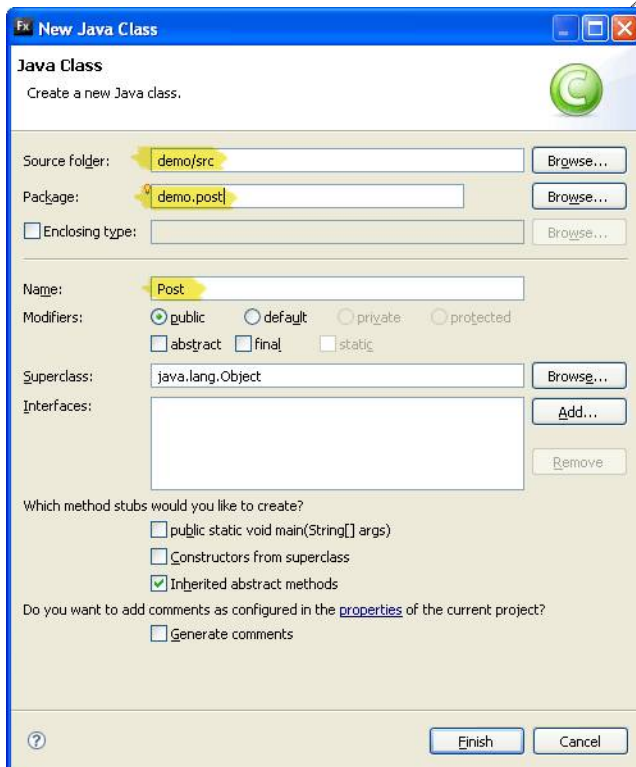 Fx New Java Class
Java Class
Create a new Java class.
C
Source folder: demo/src Browse...
Package: demo.post Browse...
Enclosing type: Browse...
Name: Post
Modifiers: public default private protected
abstract final static
Superclass: java.lang.Object Browse...
Interfaces: Add...
Remove
Which method stubs would you like to create?
public static void main(String[] args)
Constructors from superclass
Inherited abstract methods
Do you want to add comments as configured in the properties of the current project?
Generate comments
? Finish Cancel